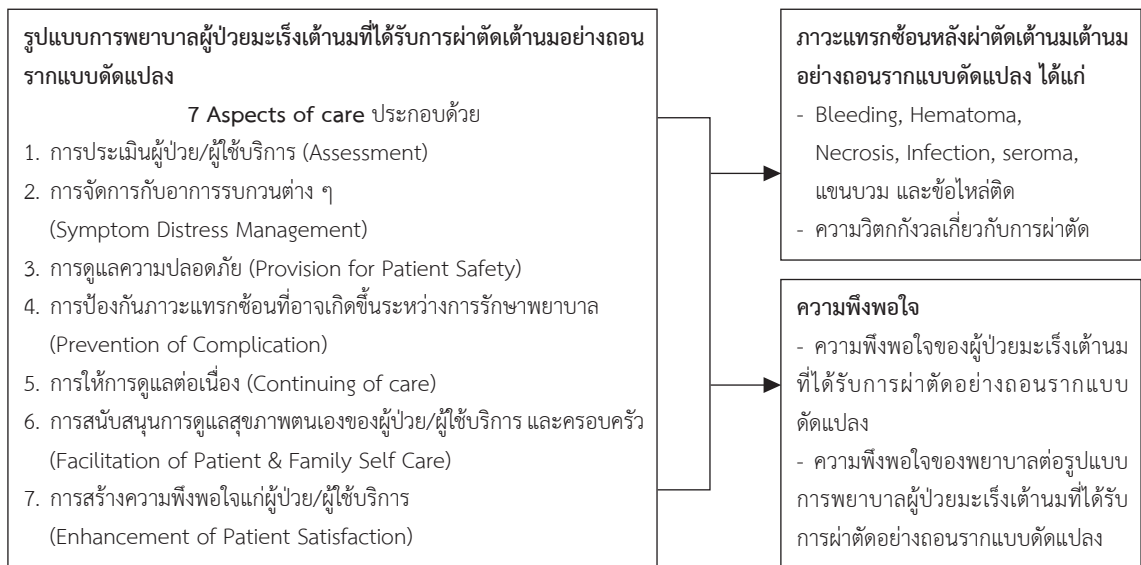 รูปแบบการพยาบาลผู้ป่วยมะเร็งเต้านมที่ได้รับการผ่าตัดเต้านมอย่างถอน
รากแบบดัดแปลง
7 Aspects of care ประกอบด้วย
1. การประเมินผู้ป่วย/ผู้ใช้บริการ (Assessment)
2. การจัดการกับอาการรบกวนต่าง ๆ
(Symptom Distress Management)
3. การดูแลความปลอดภัย (Provision for Patient Safety)
4. การป้องกันภาวะแทรกซ้อนที่อาจเกิดขึ้นระหว่างการรักษาพยาบาล
(Prevention of Complication)
5. การให้การดูแลต่อเนื่อง (Continuing of care)
6. การสนับสนุนการดูแลสุขภาพตนเองของผู้ป่วย/ผู้ใช้บริการ และครอบครัว
(Facilitation of Patient & Family Self Care)
7. การสร้างความพึงพอใจแก่ผู้ป่วย/ผู้ใช้บริการ
(Enhancement of Patient Satisfaction)
ภาวะแทรกซ้อนหลังผ่าตัดเต้านมเต้านม
อย่างถอนรากแบบดัดแปลง ได้แก่
- Bleeding, Hematoma,
Necrosis, Infection, seroma,
แขนบวม และข้อไหล่ติด
- ความวิตกกังวลเกี่ยวกับการผ่าตัด
ความพึงพอใจ
- ความพึงพอใจของผู้ป่วยมะเร็งเต้านม
ที่ได้รับการผ่าตัดอย่างถอนรากแบบ
ดัดแปลง
- ความพึงพอใจของพยาบาลต่อรูปแบบ
การพยาบาลผู้ป่วยมะเร็งเต้านมที่ได้รับ
การผ่าตัดอย่างถอนรากแบบดัดแปลง